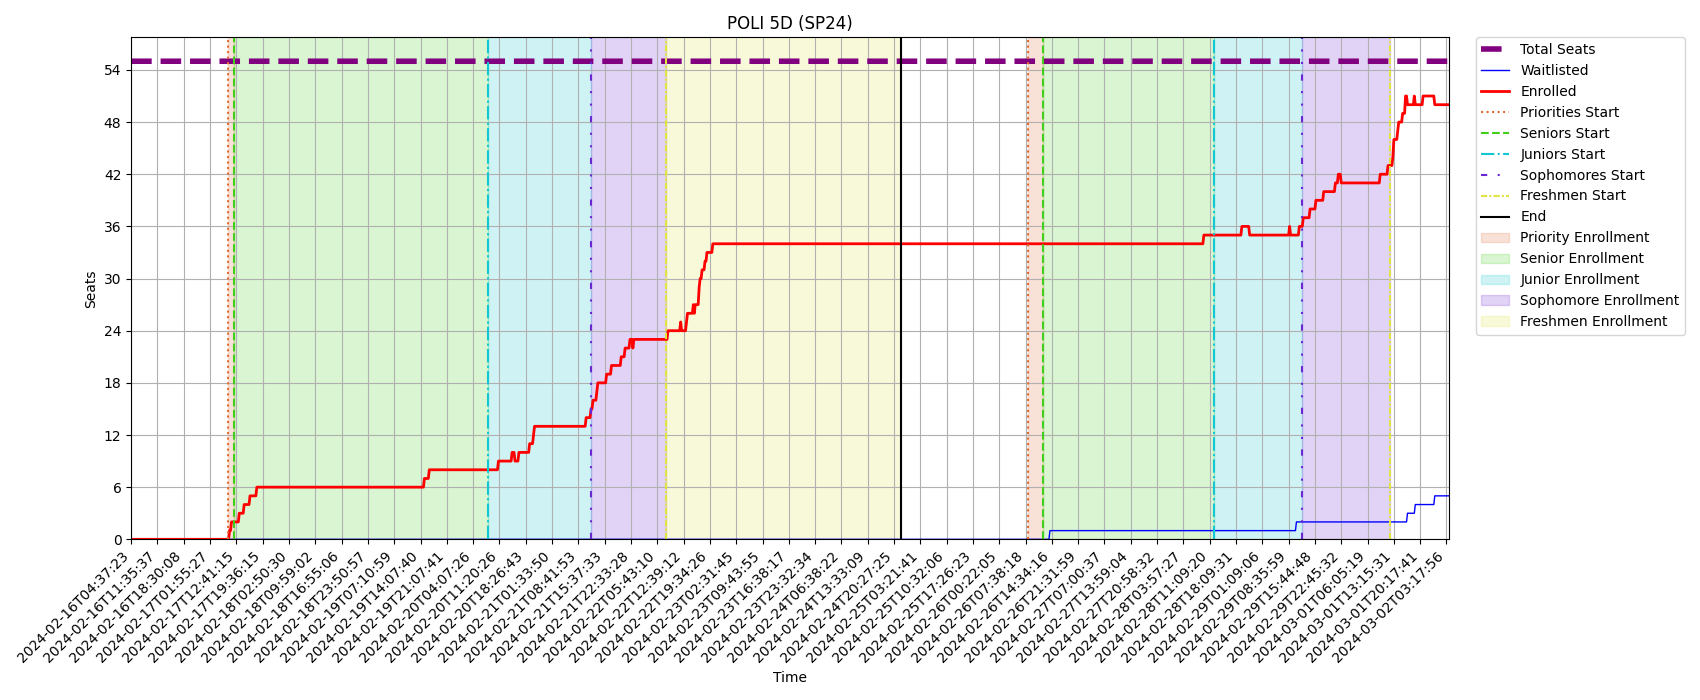 POLI 5D (SP24)
Total Seats
Waitlisted
Enrolled
Priorities Start
Seniors Start
Juniors Start
Sophomores Start
Freshmen Start
End
Priority Enrollment
Senior Enrollment
Junior Enrollment
Sophomore Enrollment
Freshmen Enrollment
Seats
54
48
42
36
30
24
18
12
6
0
2024-02-16T04:37:23
2024-02-16T11:35:37
2024-02-16T18:30:08
2024-02-17T01:55:27
2024-02-17T12:41:15
2024-02-17T19:36:15
2024-02-18T02:50:30
2024-02-18T09:59:02
2024-02-18T16:55:06
2024-02-18T23:50:57
2024-02-19T07:10:59
2024-02-19T14:07:40
2024-02-19T21:07:41
2024-02-20T04:07:26
2024-02-20T11:20:26
2024-02-20T18:26:43
2024-02-21T01:33:50
2024-02-21T08:41:53
2024-02-21T15:37:33
2024-02-21T22:33:28
2024-02-22T05:43:10
2024-02-22T12:39:12
2024-02-22T19:34:26
2024-02-23T02:31:45
2024-02-23T09:43:55
2024-02-23T16:38:17
2024-02-23T23:32:34
2024-02-24T06:38:22
2024-02-24T13:33:09
2024-02-24T20:27:25
2024-02-25T03:21:41
2024-02-25T10:32:06
2024-02-25T17:26:23
2024-02-26T00:22:05
2024-02-26T07:38:18
2024-02-26T14:34:16
2024-02-26T21:31:59
2024-02-27T07:00:37
2024-02-27T13:59:04
2024-02-27T20:58:32
2024-02-28T03:57:27
2024-02-28T11:09:20
2024-02-28T18:09:31
2024-02-29T01:09:06
2024-02-29T08:35:59
2024-02-29T15:44:48
2024-02-29T22:45:32
2024-03-01T06:05:19
2024-03-01T13:15:31
2024-03-01T20:17:41
2024-03-02T03:17:56
Time